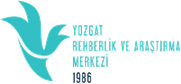 YOZGAT
REHBERLİK VE ARAŞTIRMA
MERKEZİ
1986